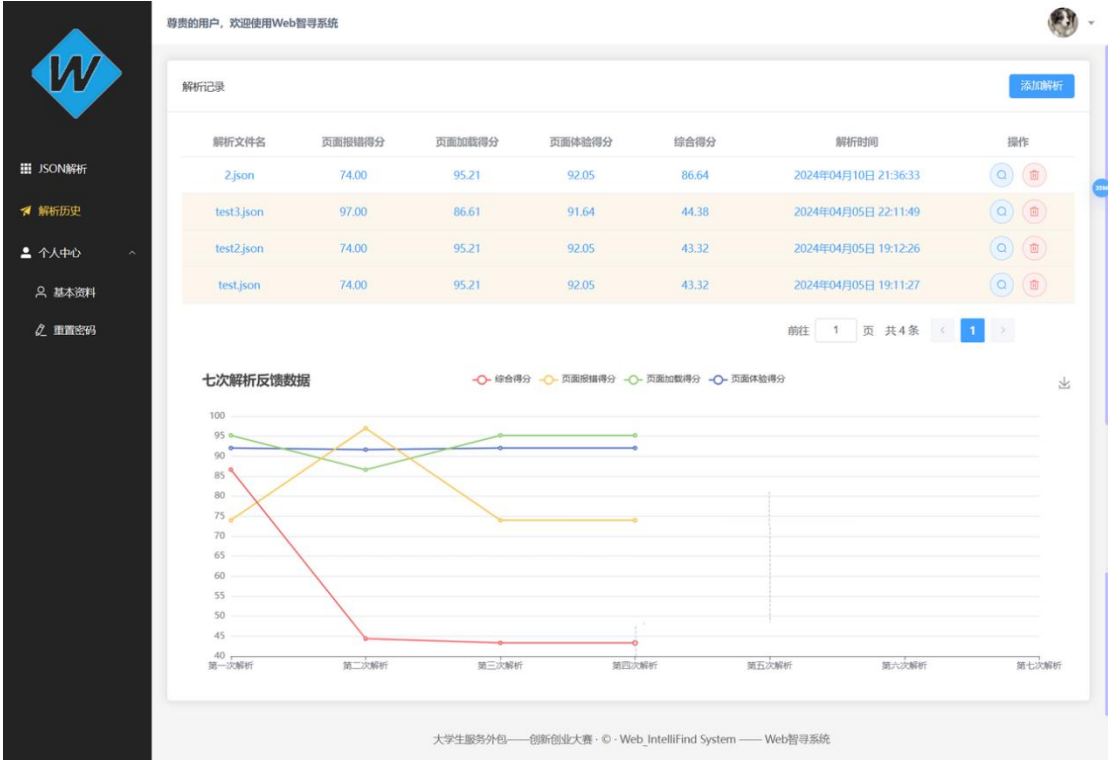 尊贵的用户，欢迎使用Web智寻系统
W
JSON解析
解析历史
个人中心
基本资料
重置密码
解析记录
添加解析
解析文件名 页面报错得分 页面加载得分 页面体验得分 综合得分 解析时间 操作
2.json 74.00 95.21 92.05 86.64 2024年04月10日 21:36:33
test3.json 97.00 86.61 91.64 44.38 2024年04月05日 22:11:49
test2.json 74.00 95.21 92.05 43.32 2024年04月05日 19:12:26
test.json 74.00 95.21 92.05 43.32 2024年04月05日 19:11:27
前往 1 页 共 4 条 < 1 >
七次解析反馈数据
综合得分 页面报错得分 页面加载得分 页面体验得分
100
95
90
85
80
75
70
65
60
55
50
45
40
第一次解析 第二次解析 第三次解析 第四次解析 第五次解析 第六次解析 第七次解析
大学生服务外包——创新创业大赛 · © · Web_IntelliFind System —— Web智寻系统